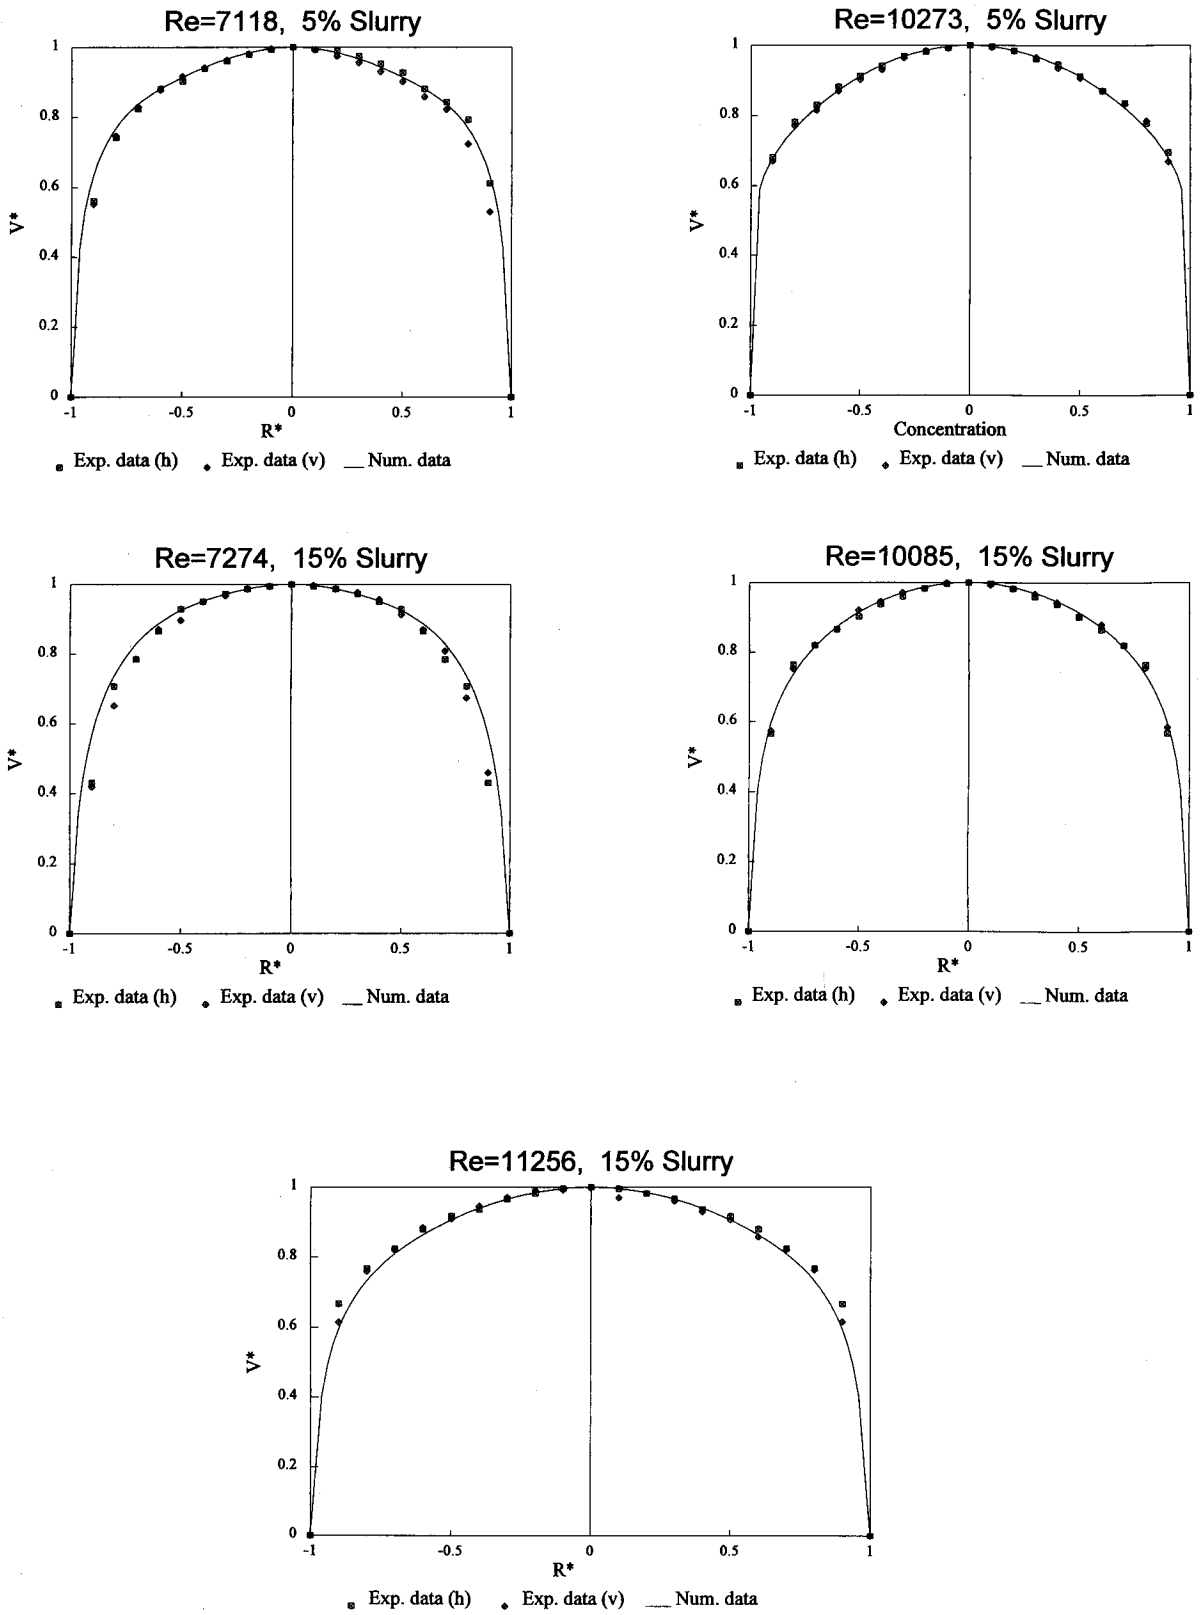 Re=7118, 5% Slurry
1
0.8
0.6
V*
0.4
0.2
0
-1 -0.5 0 0.5 1
R*
Exp. data (h) Exp. data (v) Num. data
Re=10273, 5% Slurry
1
0.8
0.6
V*
0.4
0.2
0
-1 -0.5 0 0.5 1
Concentration
Exp. data (h) Exp. data (v) Num. data
Re=7274, 15% Slurry
1
0.8
0.6
V*
0.4
0.2
0
-1 -0.5 0 0.5 1
R*
Exp. data (h) Exp. data (v) Num. data
Re=10085, 15% Slurry
1
0.8
0.6
V*
0.4
0.2
0
-1 -0.5 0 0.5 1
R*
Exp. data (h) Exp. data (v) Num. data
Re=11256, 15% Slurry
1
0.8
0.6
V*
0.4
0.2
0
-1 -0.5 0 0.5 1
R*
Exp. data (h) Exp. data (v) Num. data